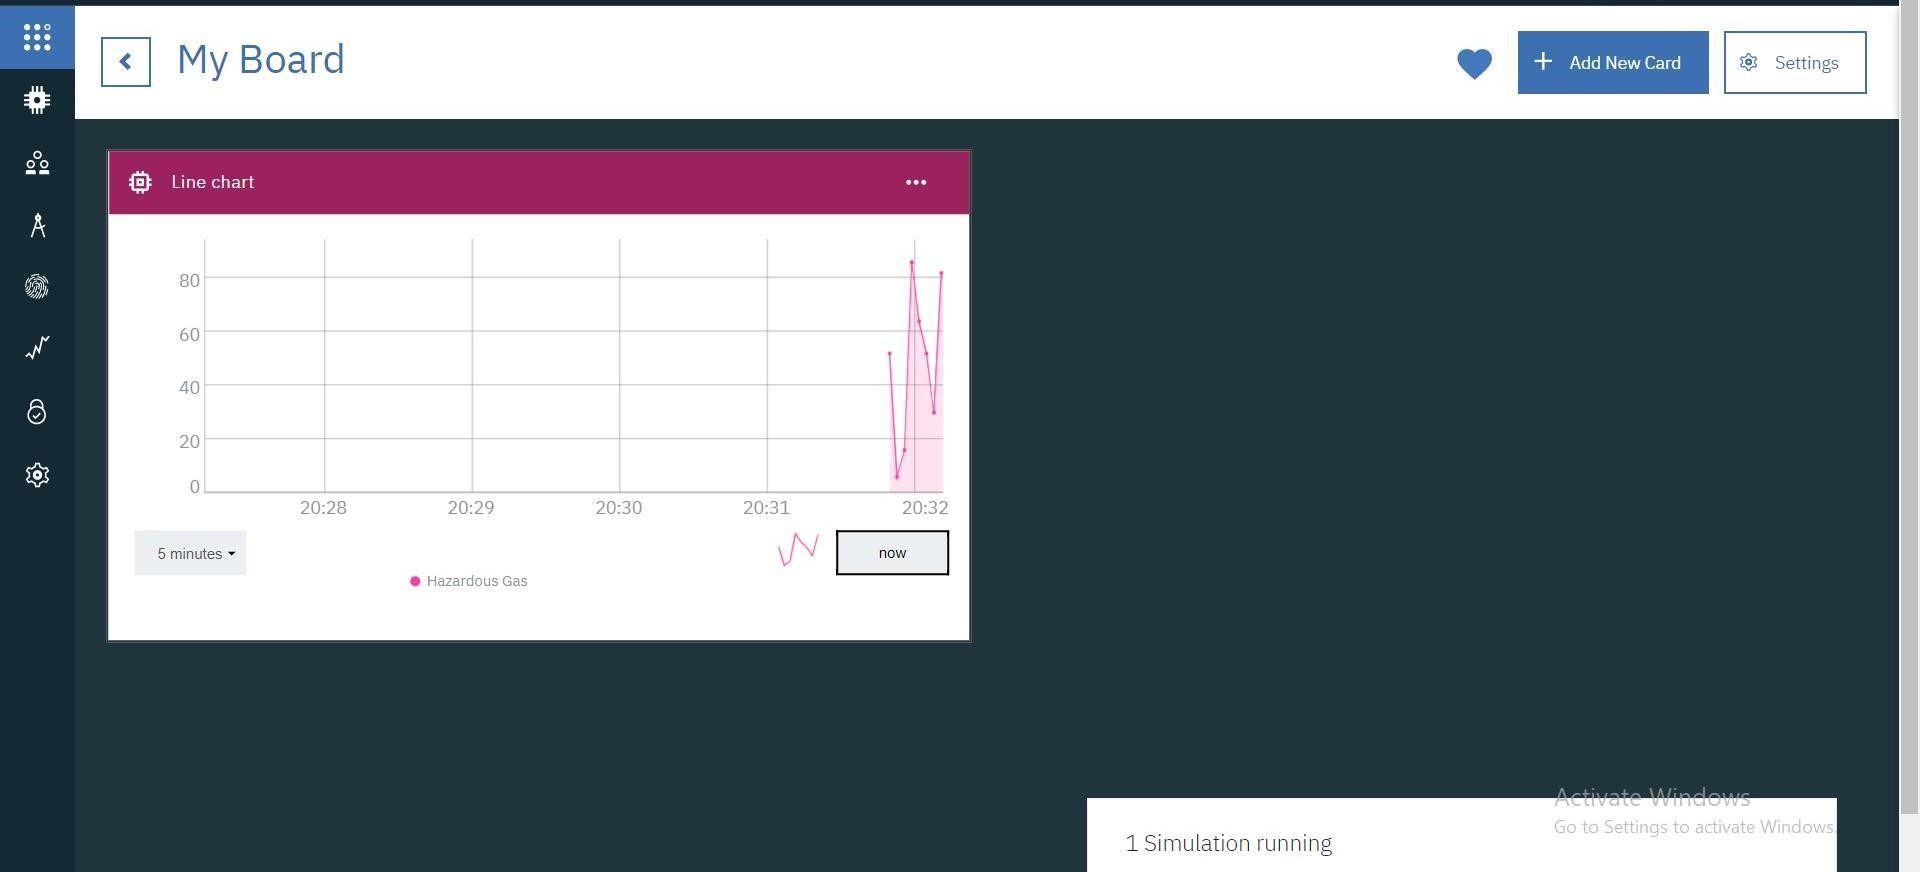 My Board
Add New Card
Settings
Line chart
80
60
40
20
0
20:28 20:29 20:30 20:31 20:32
5 minutes
now
Hazardous Gas
Activate Windows
Go to Settings to activate Windows.
1 Simulation running